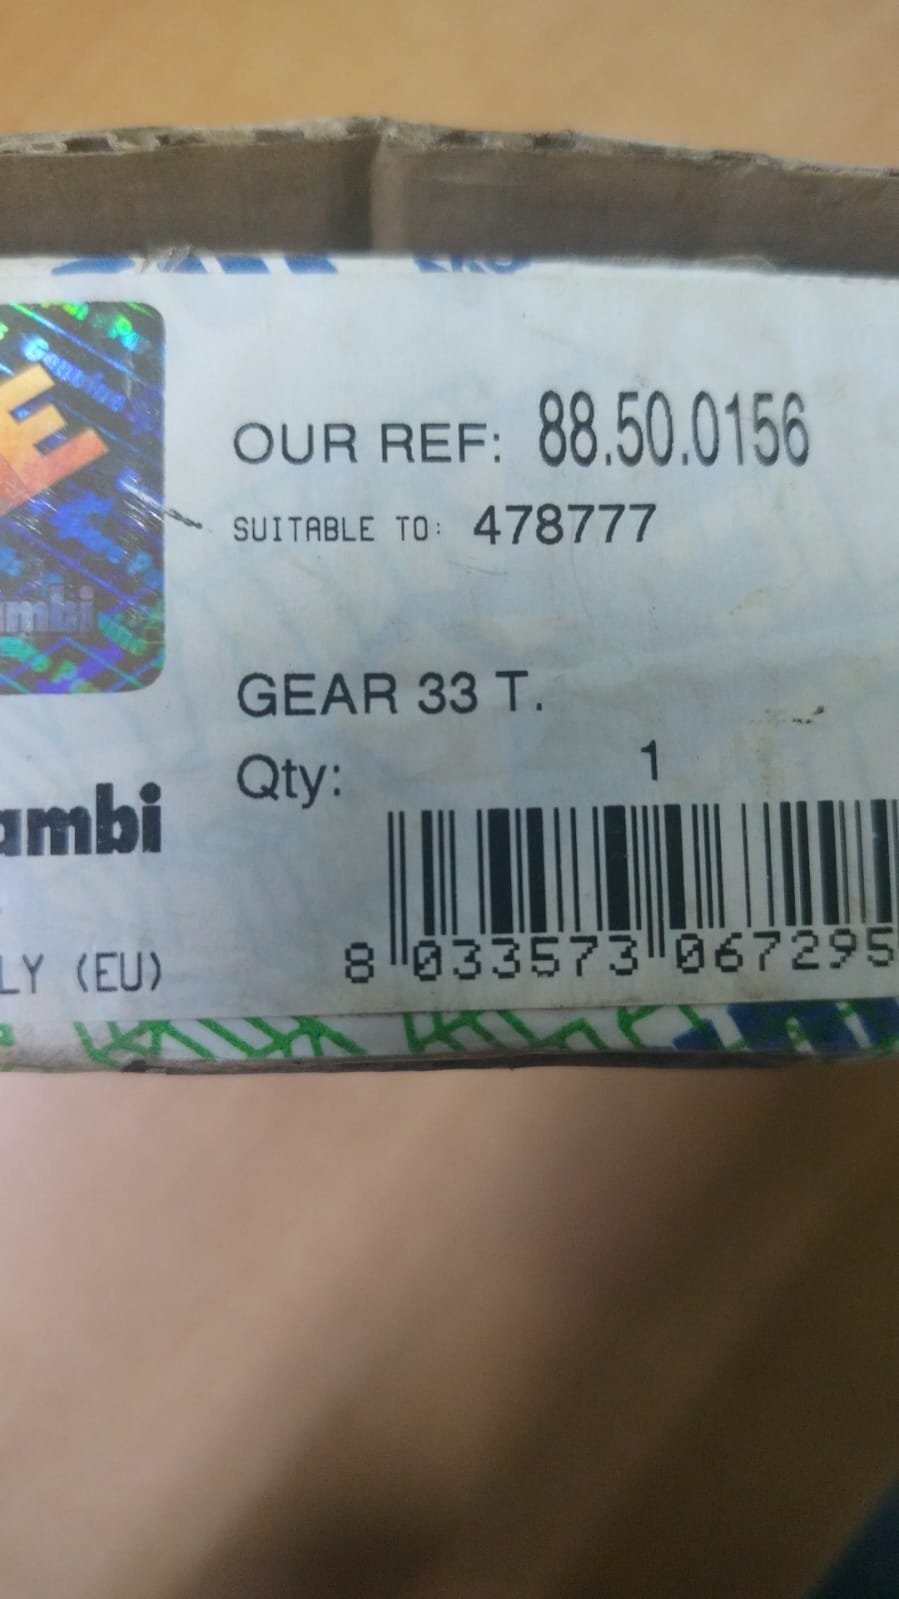 OUR REF: 88.50.0156
SUITABLE TO: 478777
GEAR 33 T.
Qty: 1
ambi
LY (EU)
8 033573 067295